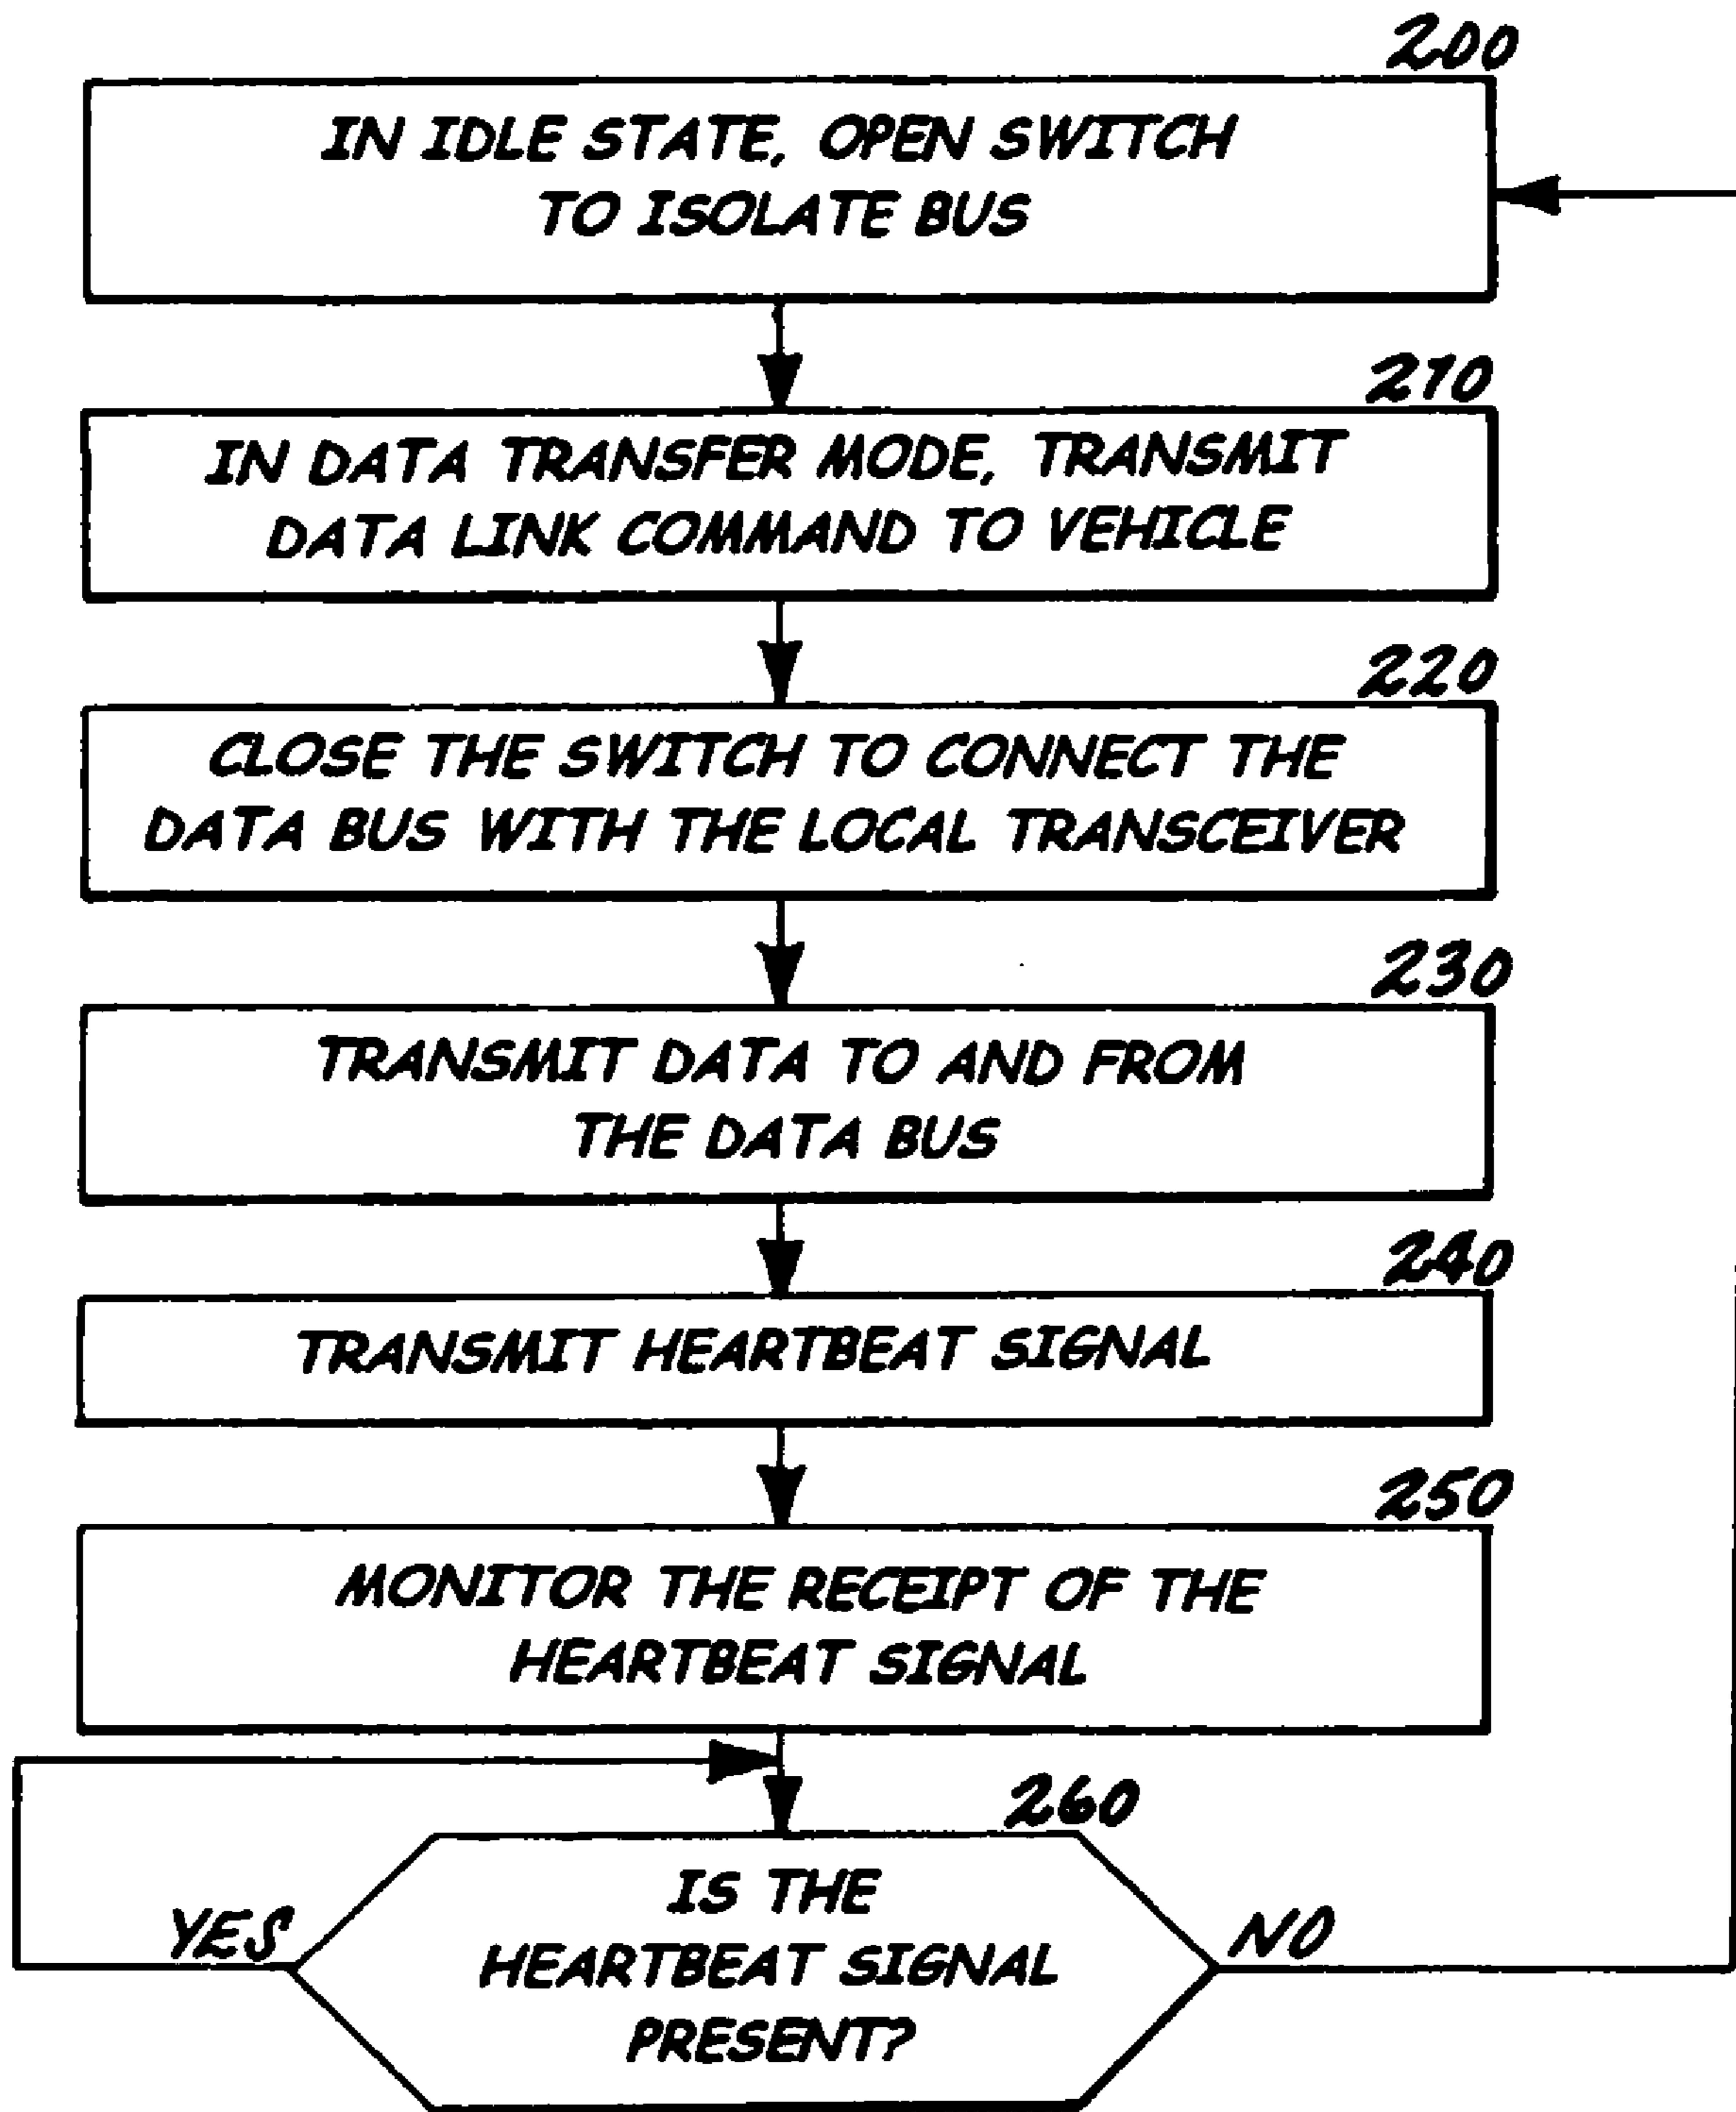 200
IN IDLE STATE, OPEN SWITCH
TO ISOLATE BUS
210
IN DATA TRANSFER MODE, TRANSMIT
DATA LINK COMMAND TO VEHICLE
220
CLOSE THE SWITCH TO CONNECT THE
DATA BUS WITH THE LOCAL TRANSCEIVER
230
TRANSMIT DATA TO AND FROM
THE DATA BUS
240
TRANSMIT HEARTBEAT SIGNAL
250
MONITOR THE RECEIPT OF THE
HEARTBEAT SIGNAL
260
IS THE
HEARTBEAT SIGNAL
PRESENT?
YES
NO